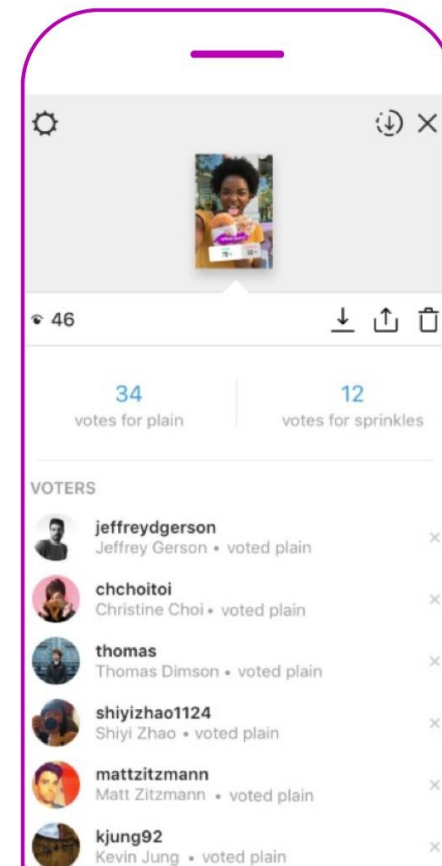 46
34
12
votes for plain
votes for sprinkles
VOTERS
jeffreydgerson
Jeffrey Gerson • voted plain
chchoitoi
Christine Choi • voted plain
thomas
Thomas Dimson • voted plain
shiyizhao1124
Shiyi Zhao • voted plain
mattzitzmann
Matt Zitzmann • voted plain
kjung92
Kevin Jung • voted plain